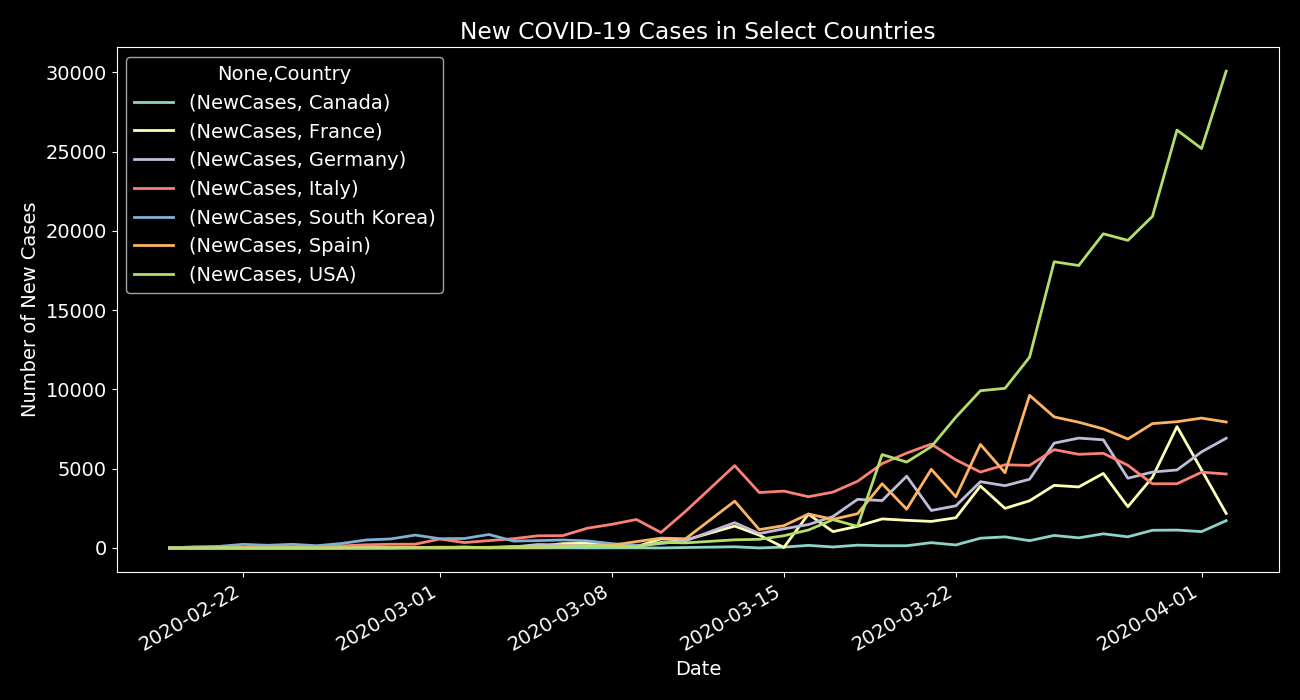 New COVID-19 Cases in Select Countries
None,Country
(NewCases, Canada)
(NewCases, France)
(NewCases, Germany)
(NewCases, Italy)
(NewCases, South Korea)
(NewCases, Spain)
(NewCases, USA)
30000
25000
20000
15000
10000
5000
0
Number of New Cases
2020-02-22
2020-03-01
2020-03-08
2020-03-15
2020-03-22
2020-04-01
Date